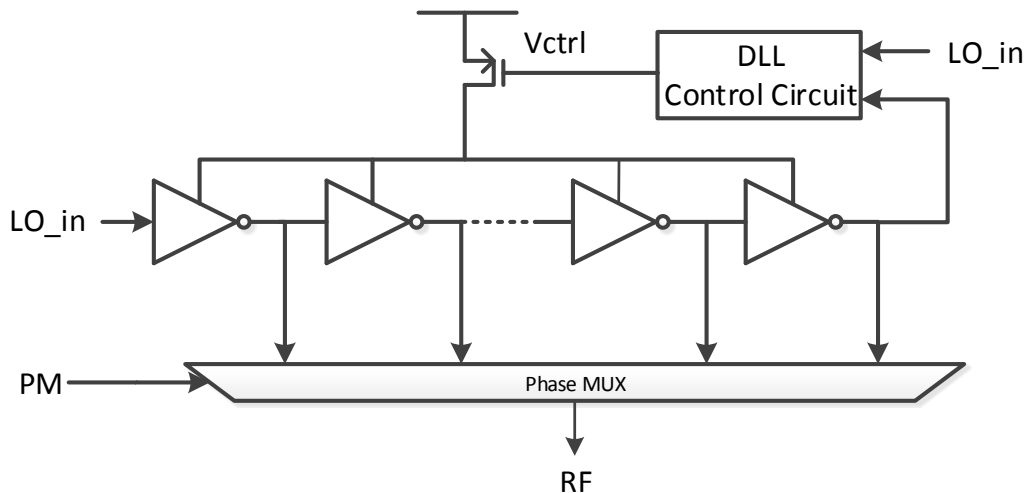 Vctrl
DLL
Control Circuit
LO_in
LO_in
PM
Phase MUX
RF